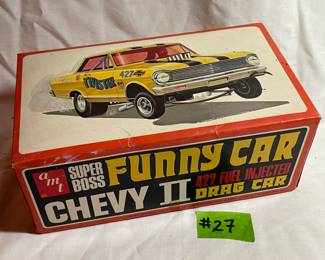 427
amt
SUPER BOSS FUNNY CAR
CHEVY II 427 FUEL INJECTED DRAG CAR
#27